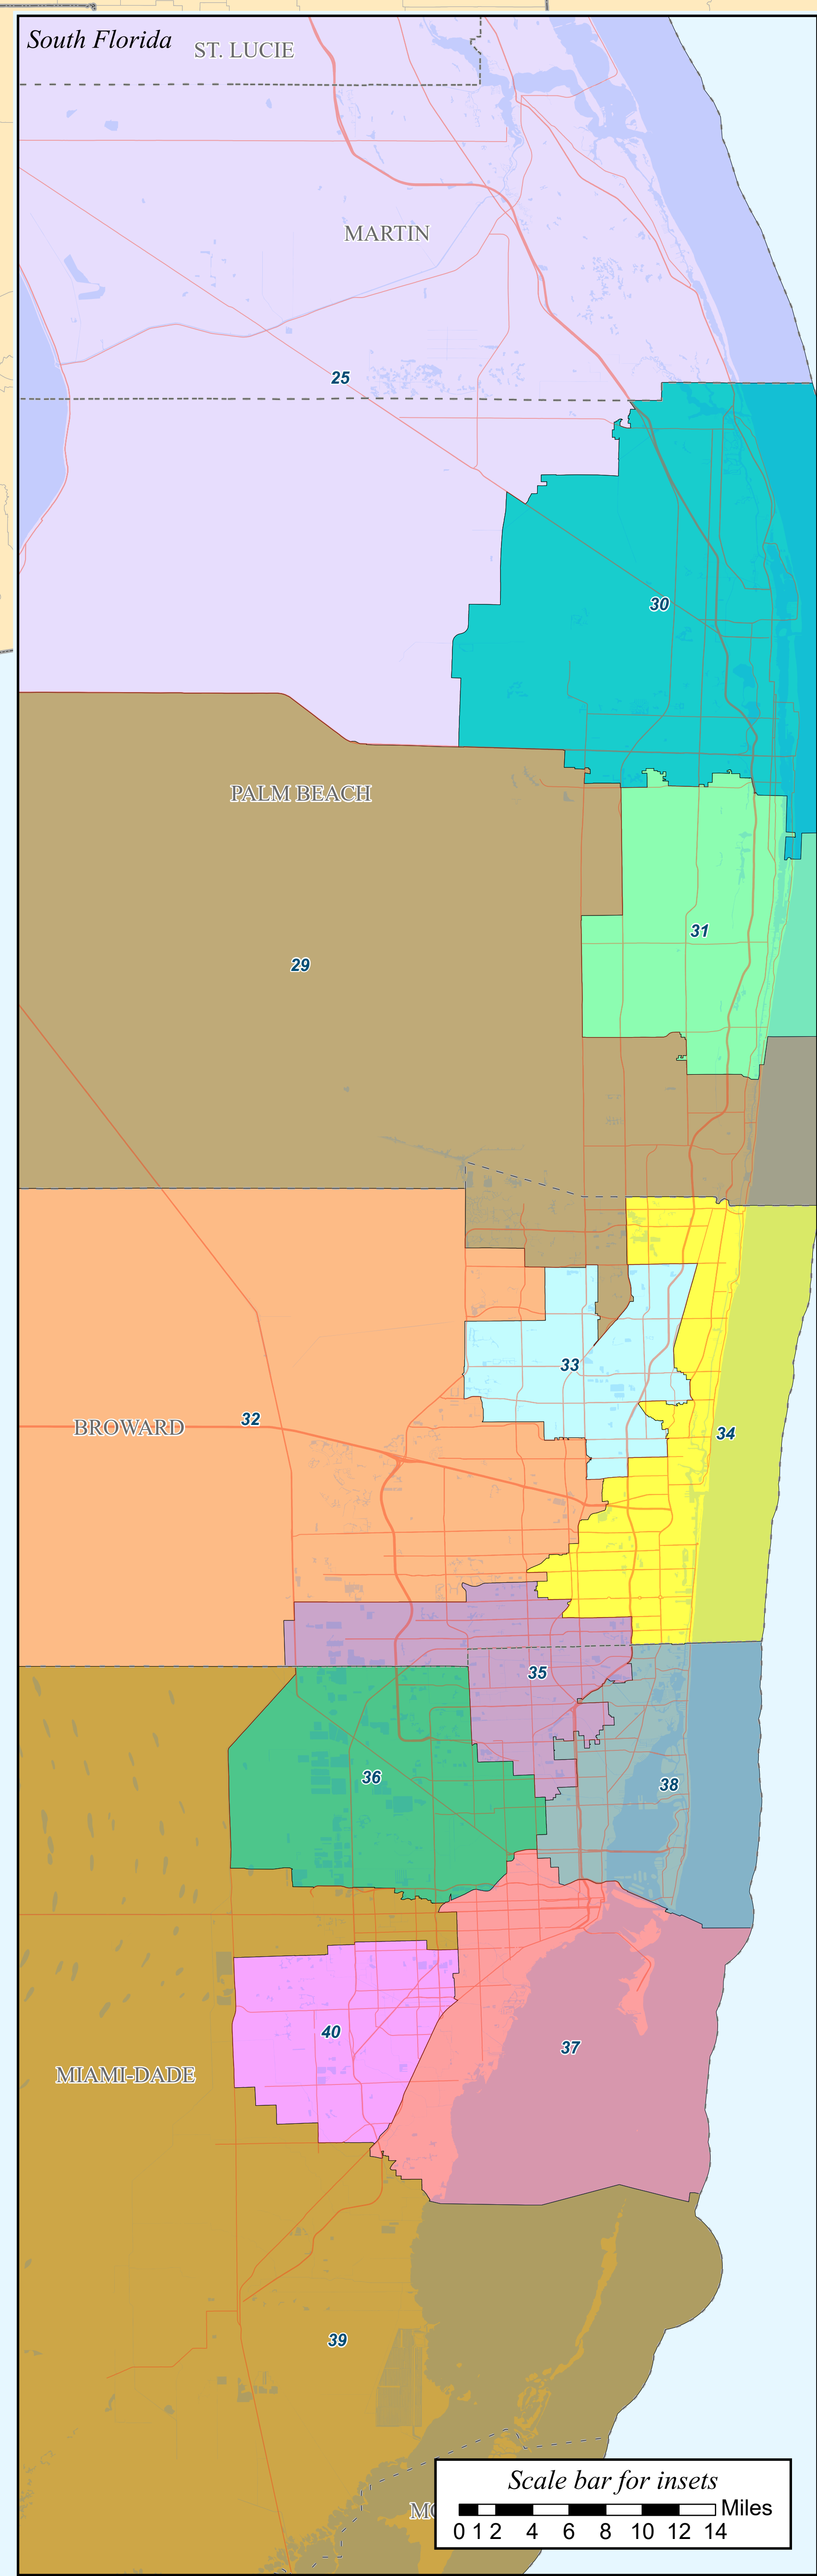 South Florida
ST. LUCIE
MARTIN
25
30
PALM BEACH
31
29
33
32
BROWARD
34
35
36
38
40
37
MIAMI-DADE
39
Scale bar for insets
Miles
0 1 2 4 6 8 10 12 14